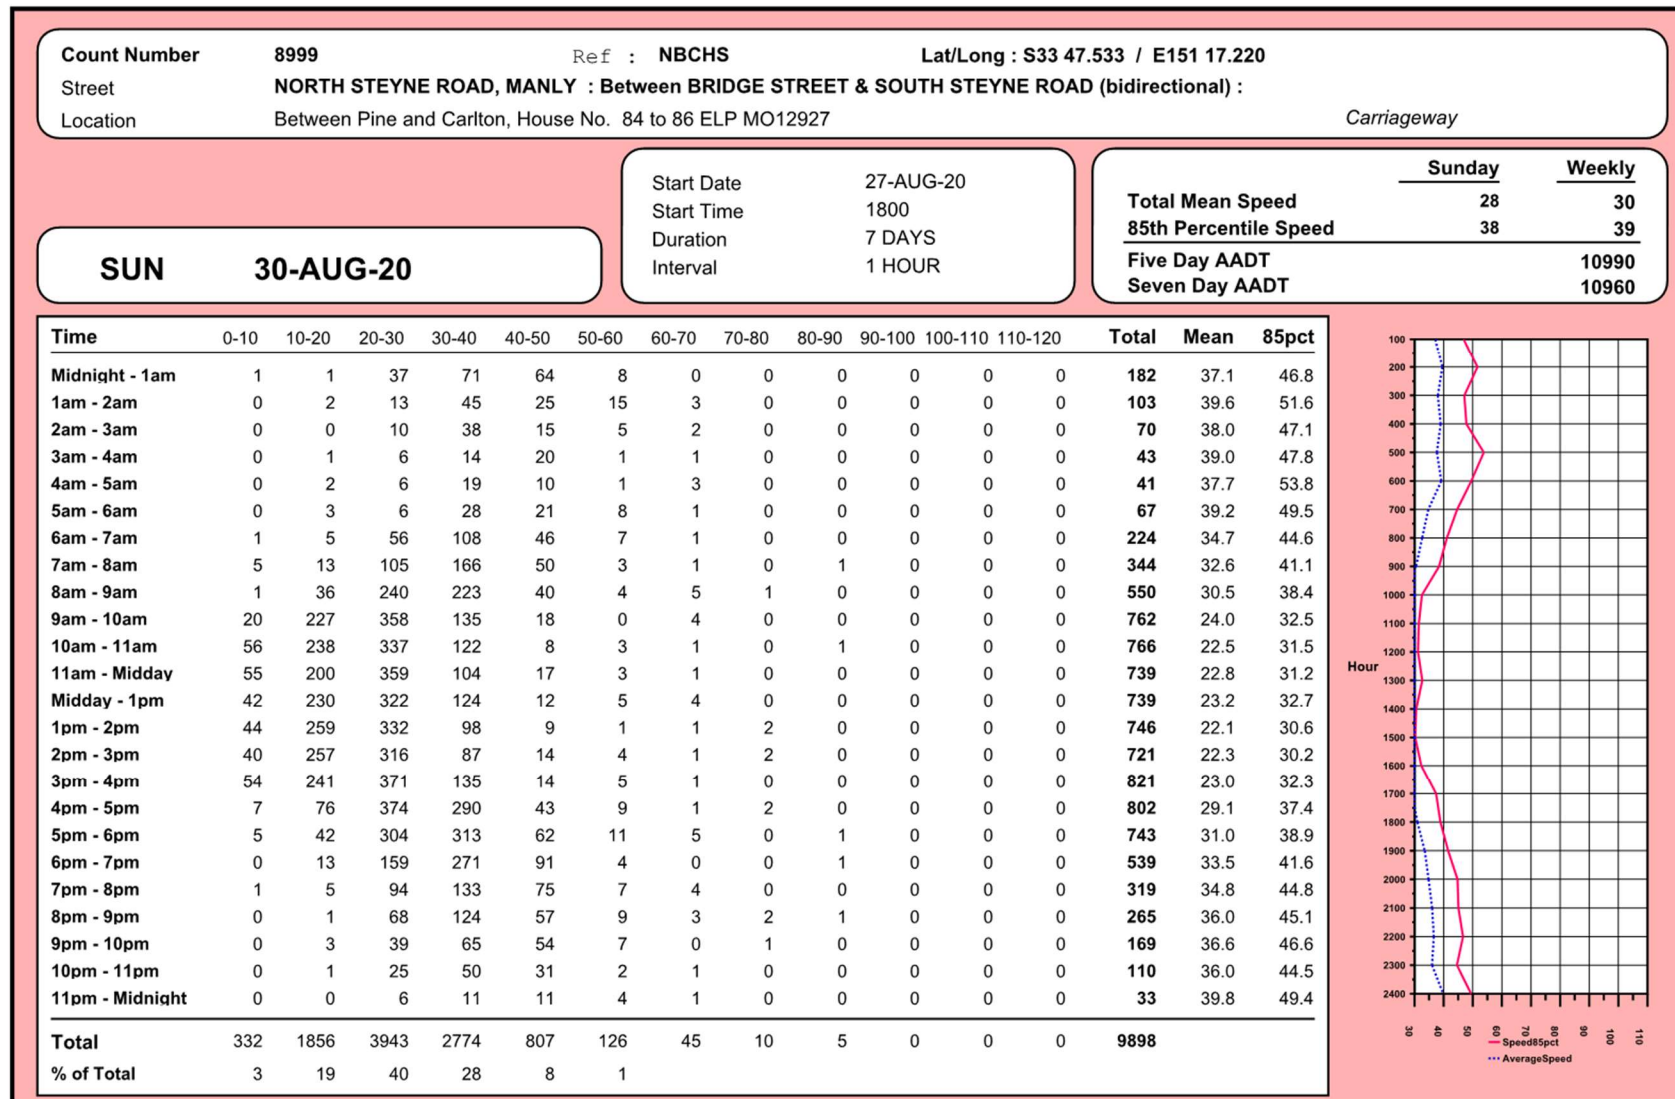 Count Number 8999 Ref : NBCHS Lat/Long : S33 47.533 / E151 17.220
Street NORTH STEYNE ROAD, MANLY : Between BRIDGE STREET & SOUTH STEYNE ROAD (bidirectional) :
Location Between Pine and Carlton, House No. 84 to 86 ELP MO12927 Carriageway
SUN 30-AUG-20
Start Date 27-AUG-20
Start Time 1800
Duration 7 DAYS
Interval 1 HOUR
Sunday Weekly
Total Mean Speed 28 30
85th Percentile Speed 38 39
Five Day AADT 10990
Seven Day AADT 10960
Time 0-10 10-20 20-30 30-40 40-50 50-60 60-70 70-80 80-90 90-100 100-110 110-120 Total Mean 85pct
Midnight - 1am 1 1 37 71 64 8 0 0 0 0 0 0 182 37.1 46.8
1am - 2am 0 2 13 45 25 15 3 0 0 0 0 0 103 39.6 51.6
2am - 3am 0 0 10 38 15 5 2 0 0 0 0 0 70 38.0 47.1
3am - 4am 0 1 6 14 20 1 1 0 0 0 0 0 43 39.0 47.8
4am - 5am 0 2 6 19 10 1 3 0 0 0 0 0 41 37.7 53.8
5am - 6am 0 3 6 28 21 8 1 0 0 0 0 0 67 39.2 49.5
6am - 7am 1 5 56 108 46 7 1 0 0 0 0 0 224 34.7 44.6
7am - 8am 5 13 105 166 50 3 1 0 1 0 0 0 344 32.6 41.1
8am - 9am 1 36 240 223 40 4 5 1 0 0 0 0 550 30.5 38.4
9am - 10am 20 227 358 135 18 0 4 0 0 0 0 0 762 24.0 32.5
10am - 11am 56 238 337 122 8 3 1 0 1 0 0 0 766 22.5 31.5
11am - Midday 55 200 359 104 17 3 1 0 0 0 0 0 739 22.8 31.2
Midday - 1pm 42 230 322 124 12 5 4 0 0 0 0 0 739 23.2 32.7
1pm - 2pm 44 259 332 98 9 1 1 2 0 0 0 0 746 22.1 30.6
2pm - 3pm 40 257 316 87 14 4 1 2 0 0 0 0 721 22.3 30.2
3pm - 4pm 54 241 371 135 14 5 1 0 0 0 0 0 821 23.0 32.3
4pm - 5pm 7 76 374 290 43 9 1 2 0 0 0 0 802 29.1 37.4
5pm - 6pm 5 42 304 313 62 11 5 0 1 0 0 0 743 31.0 38.9
6pm - 7pm 0 13 159 271 91 4 0 0 1 0 0 0 539 33.5 41.6
7pm - 8pm 1 5 94 133 75 7 4 0 0 0 0 0 319 34.8 44.8
8pm - 9pm 0 1 68 124 57 9 3 2 1 0 0 0 265 36.0 45.1
9pm - 10pm 0 3 39 65 54 7 0 1 0 0 0 0 169 36.6 46.6
10pm - 11pm 0 1 25 50 31 2 1 0 0 0 0 0 110 36.0 44.5
11pm - Midnight 0 0 6 11 11 4 1 0 0 0 0 0 33 39.8 49.4
Total 332 1856 3943 2774 807 126 45 10 5 0 0 0 9898
% of Total 3 19 40 28 8 1
100
200
300
400
500
600
700
800
900
1000
1100
1200
Hour
1300
1400
1500
1600
1700
1800
1900
2000
2100
2200
2300
2400
30 40 50 60 70 80 90 100 110
Speed85pct
AverageSpeed